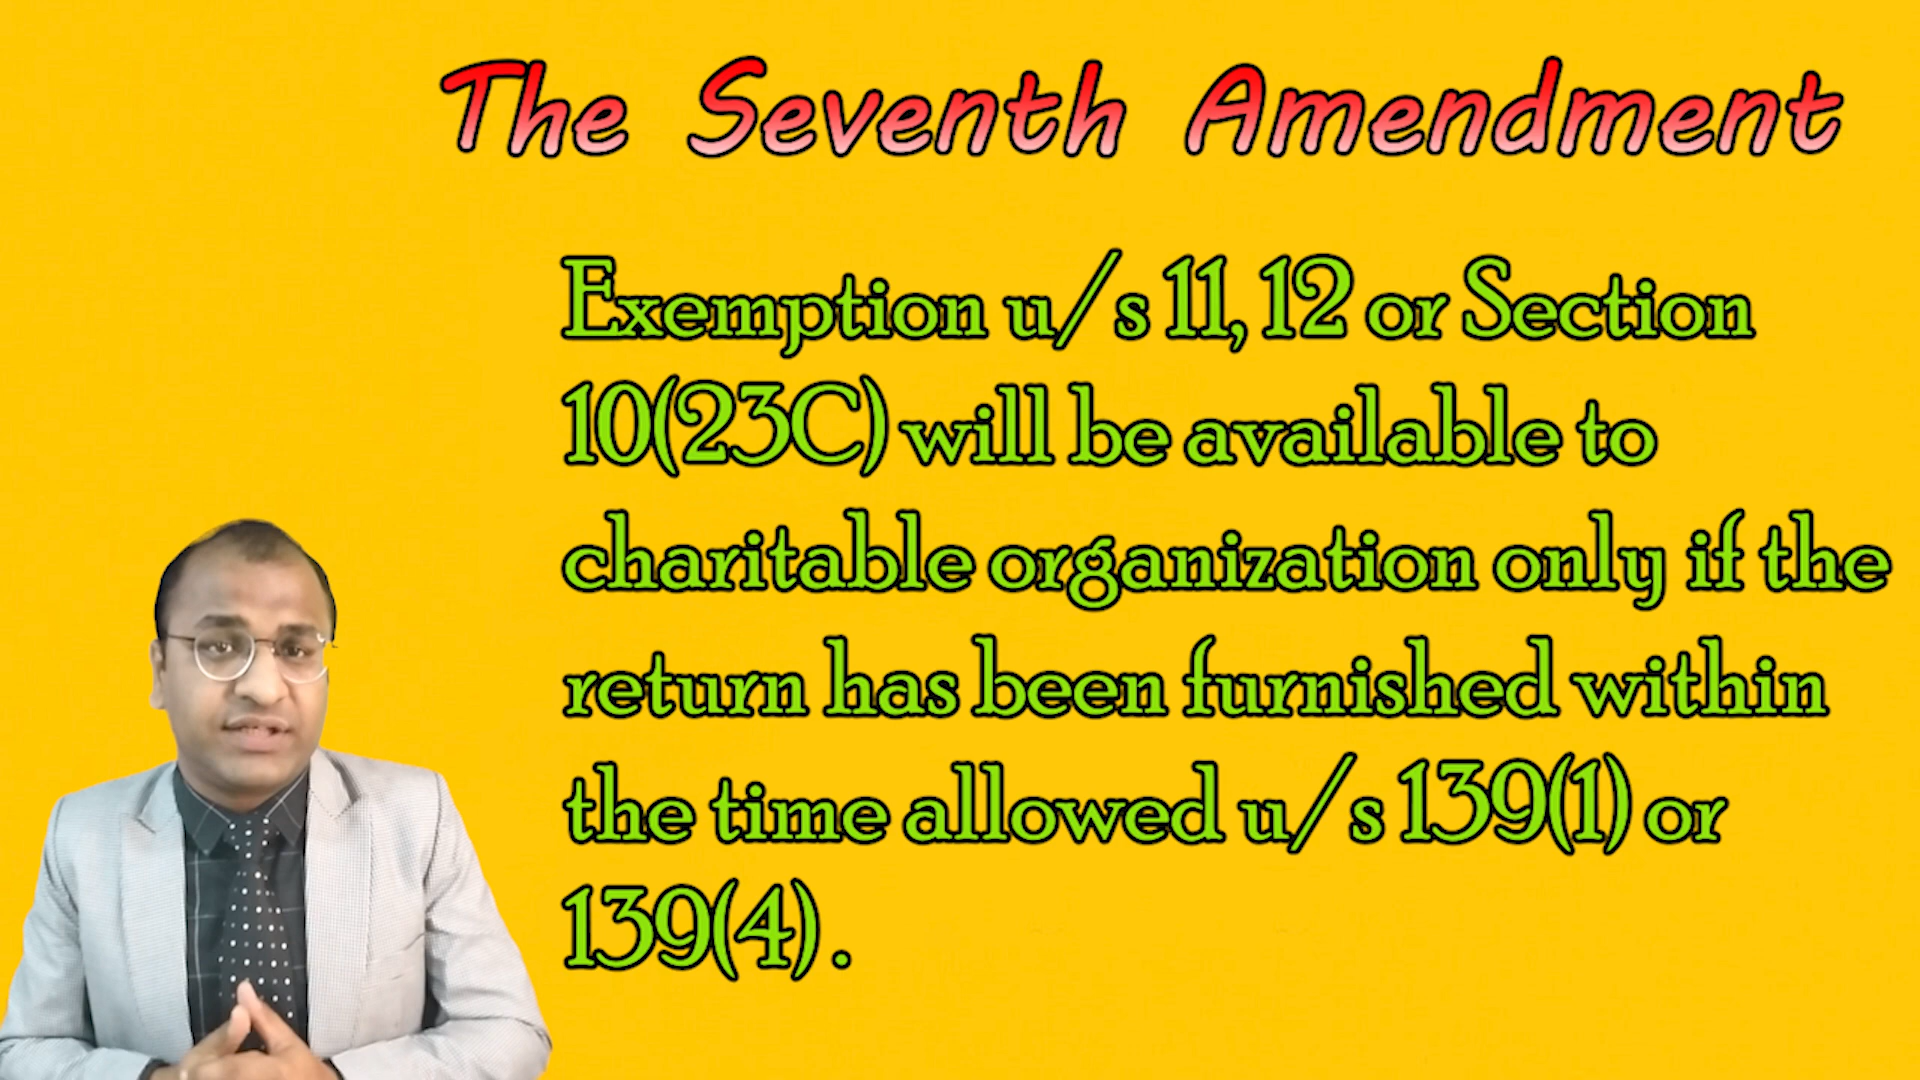 The Seventh Amendment
Exemption u/s 11, 12 or Section
10(23C) will be available to
charitable organization only if the
return has been furnished within
the time allowed u/s 139(1) or
139(4) .